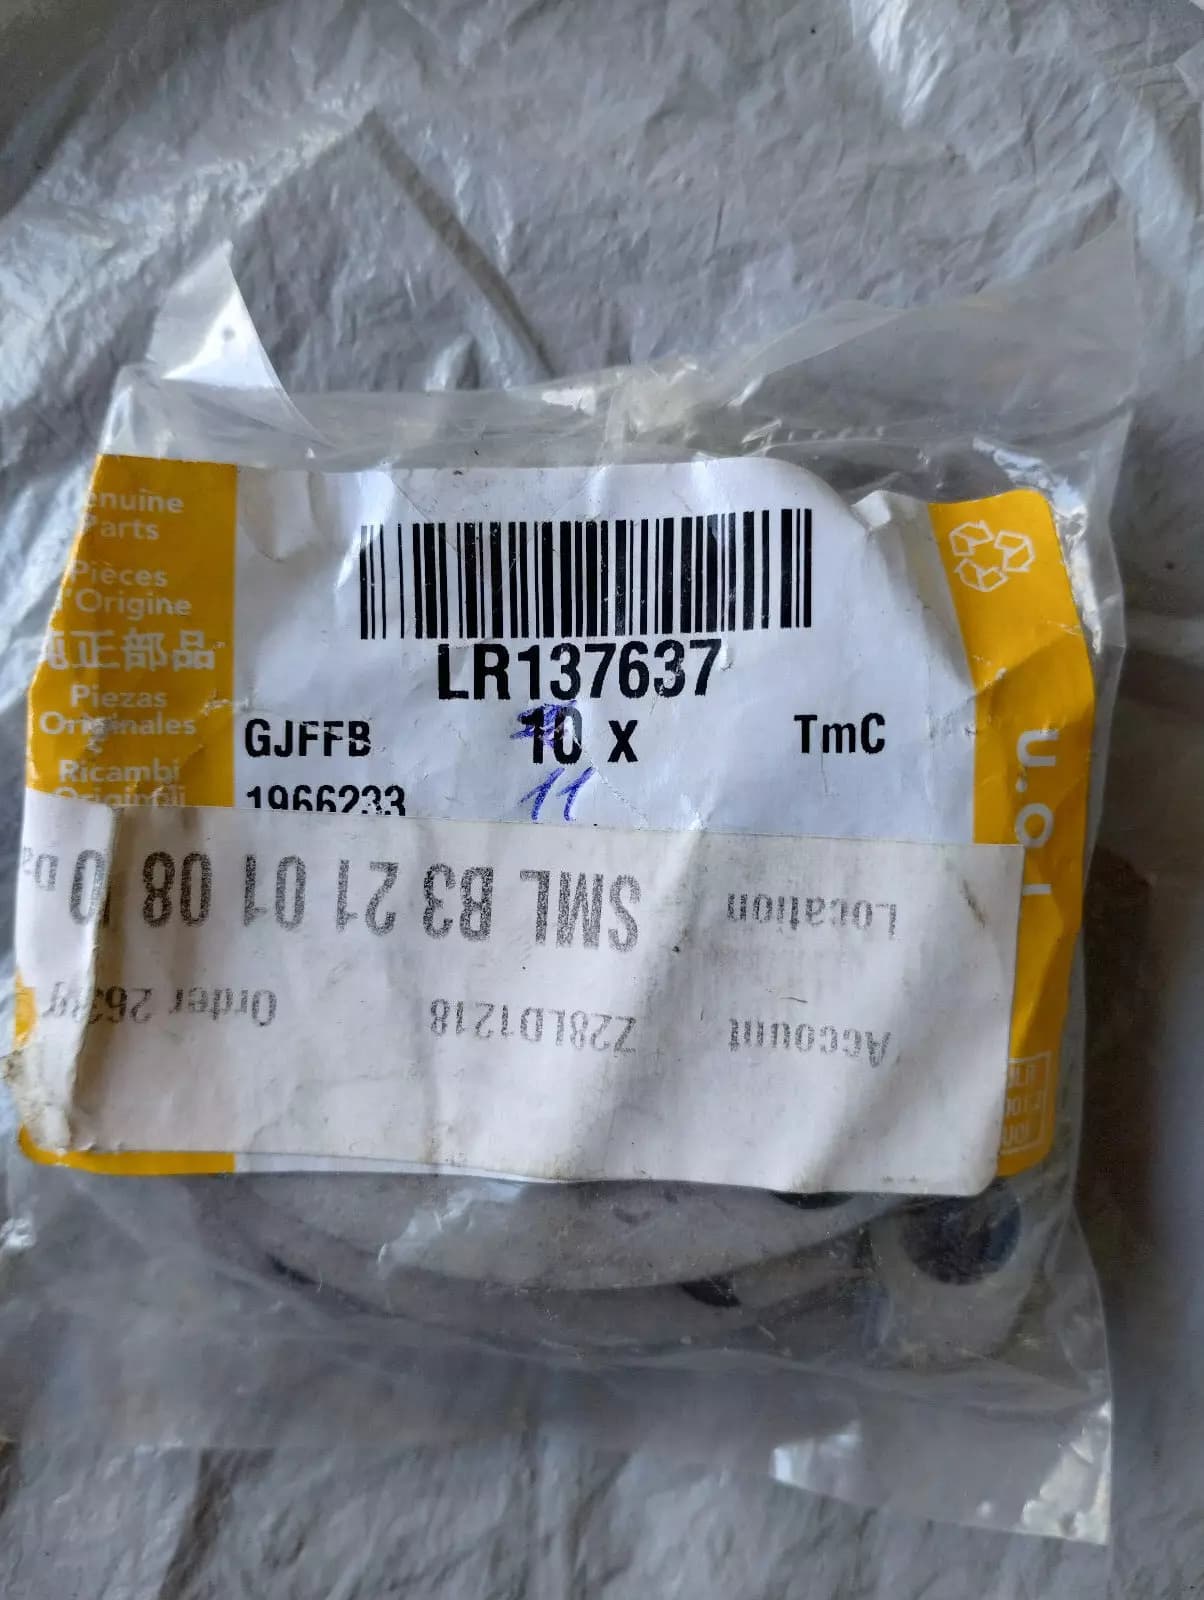 enuine
Parts
Pièces
d'Origine
純正部品
Piezas
Originales
Ricambi
Originali
LR137637
GJFFB 10 x TmC
11
1966233
U.O.I.
Location SML B3 21 01 08
Account Z28LD1218 Order